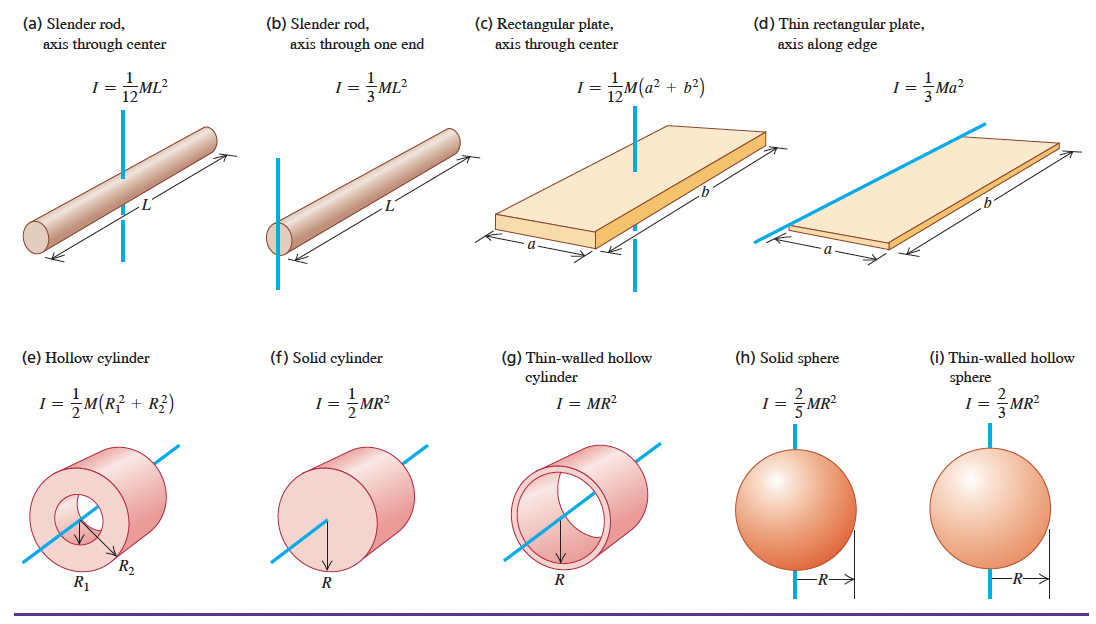 (a) Slender rod,
axis through center
I = 1/12 ML²
L
(b) Slender rod,
axis through one end
I = 1/3 ML²
L
(c) Rectangular plate,
axis through center
I = 1/12 M(a² + b²)
b
a
(d) Thin rectangular plate,
axis along edge
I = 1/3 Ma²
b
a
(e) Hollow cylinder
I = 1/2 M(R₁² + R₂²)
R₁
R₂
(f) Solid cylinder
I = 1/2 MR²
R
(g) Thin-walled hollow
cylinder
I = MR²
R
(h) Solid sphere
I = 2/5 MR²
R
(i) Thin-walled hollow
sphere
I = 2/3 MR²
R